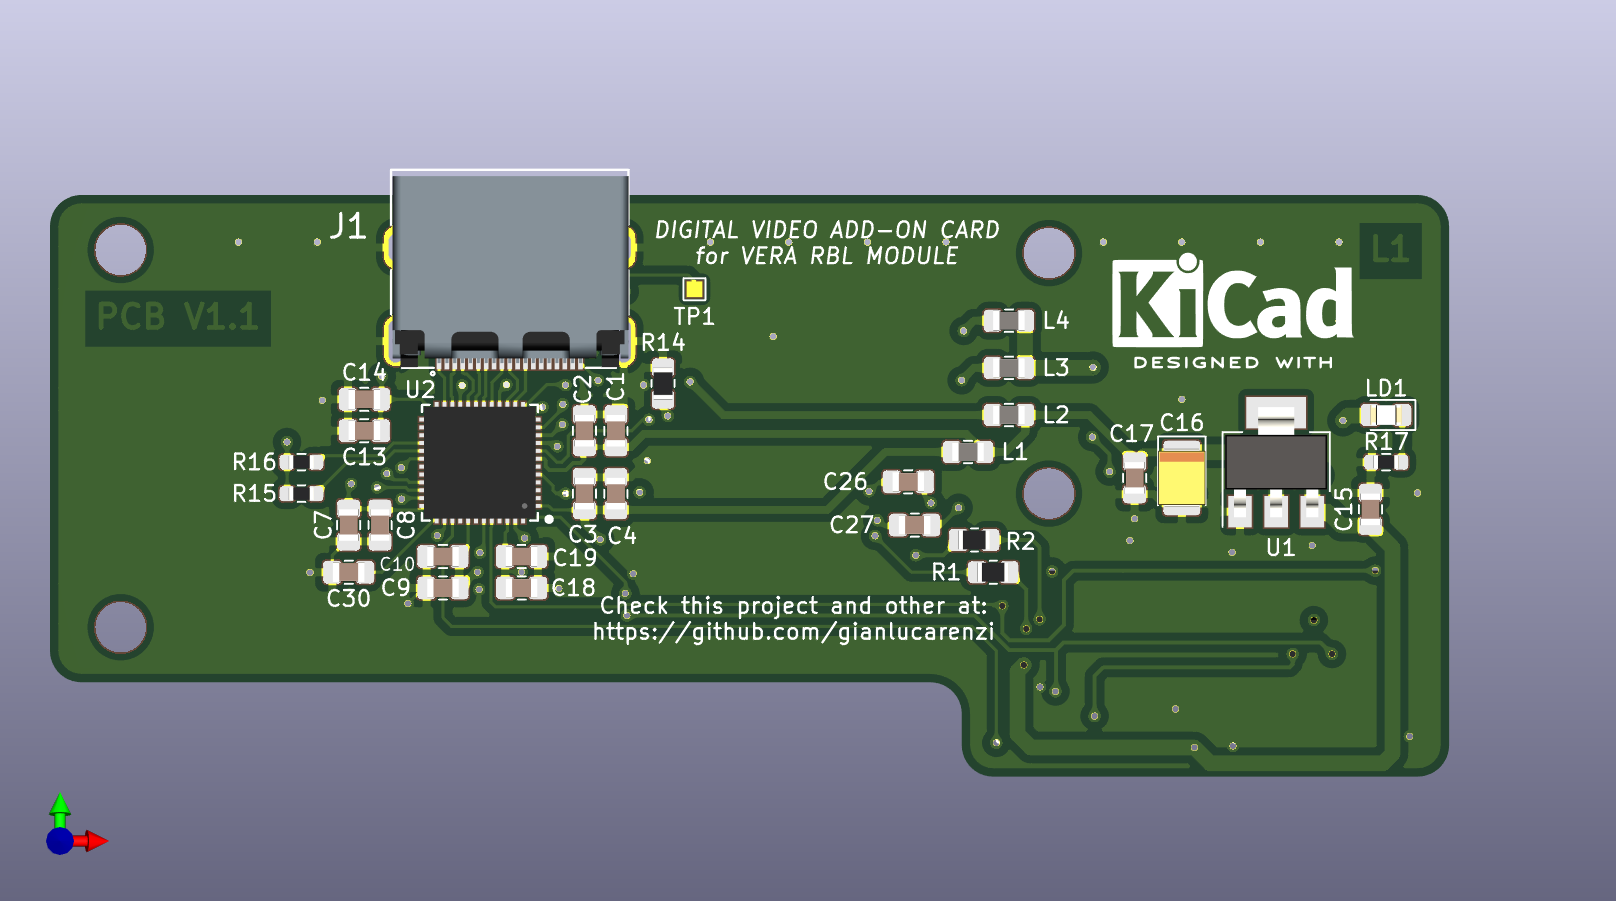 J1
DIGITAL VIDEO ADD-ON CARD
for VERA RBL MODULE
L1
KiCad
DESIGNED WITH
PCB V1.1
TP1
L4
R14
L3
C14
U2
C2
C1
LD1
L2
C16
C17
R17
C13
L1
R16
C26
R15
C15
C7
C8
C3
C4
C27
R2
U1
C10
C19
R1
C9
C18
C30
Check this project and other at:
https://github.com/gianlucarenzi